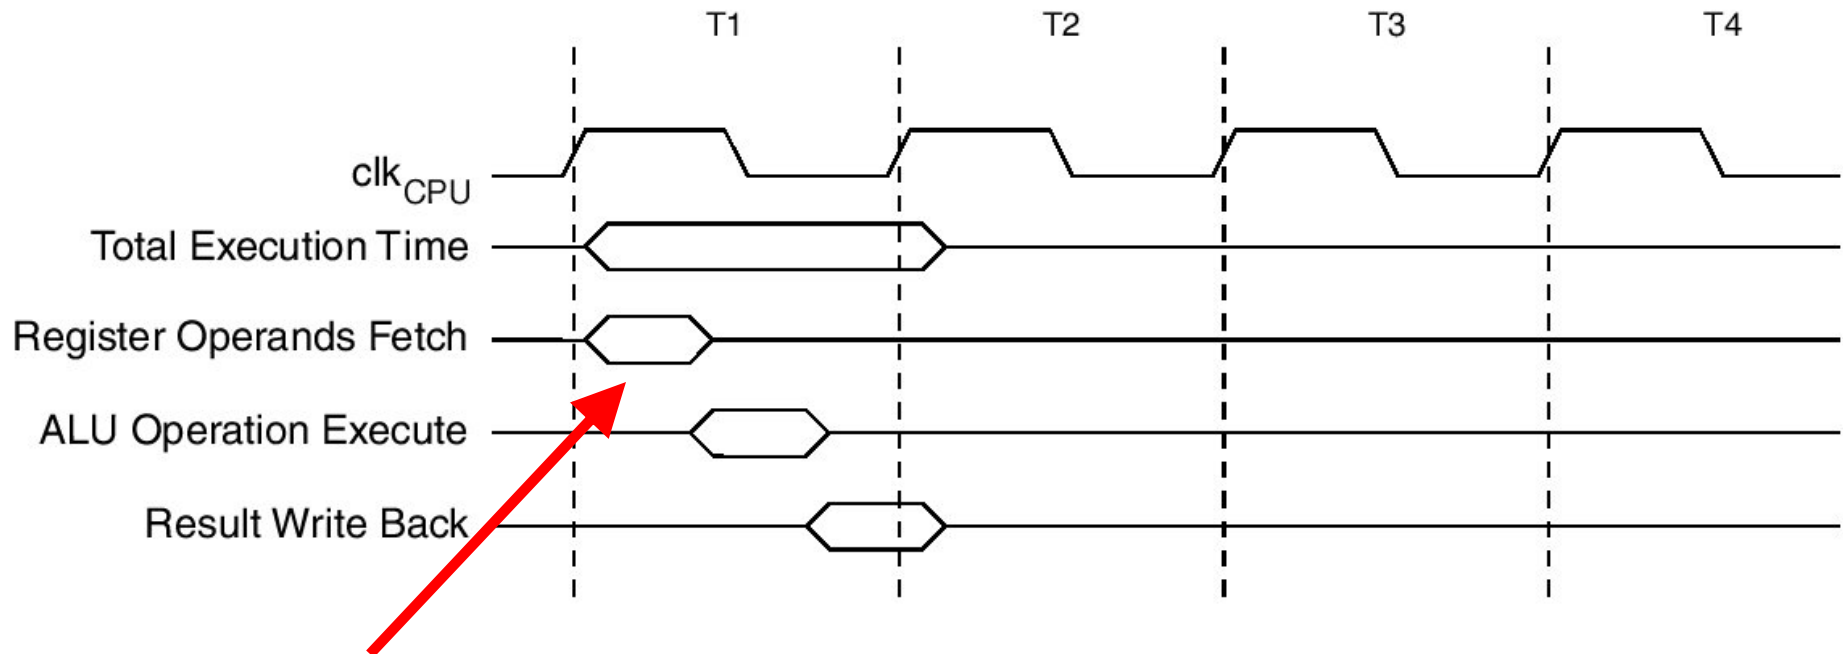 T1 T2 T3 T4
clkCPU
Total Execution Time
Register Operands Fetch
ALU Operation Execute
Result Write Back